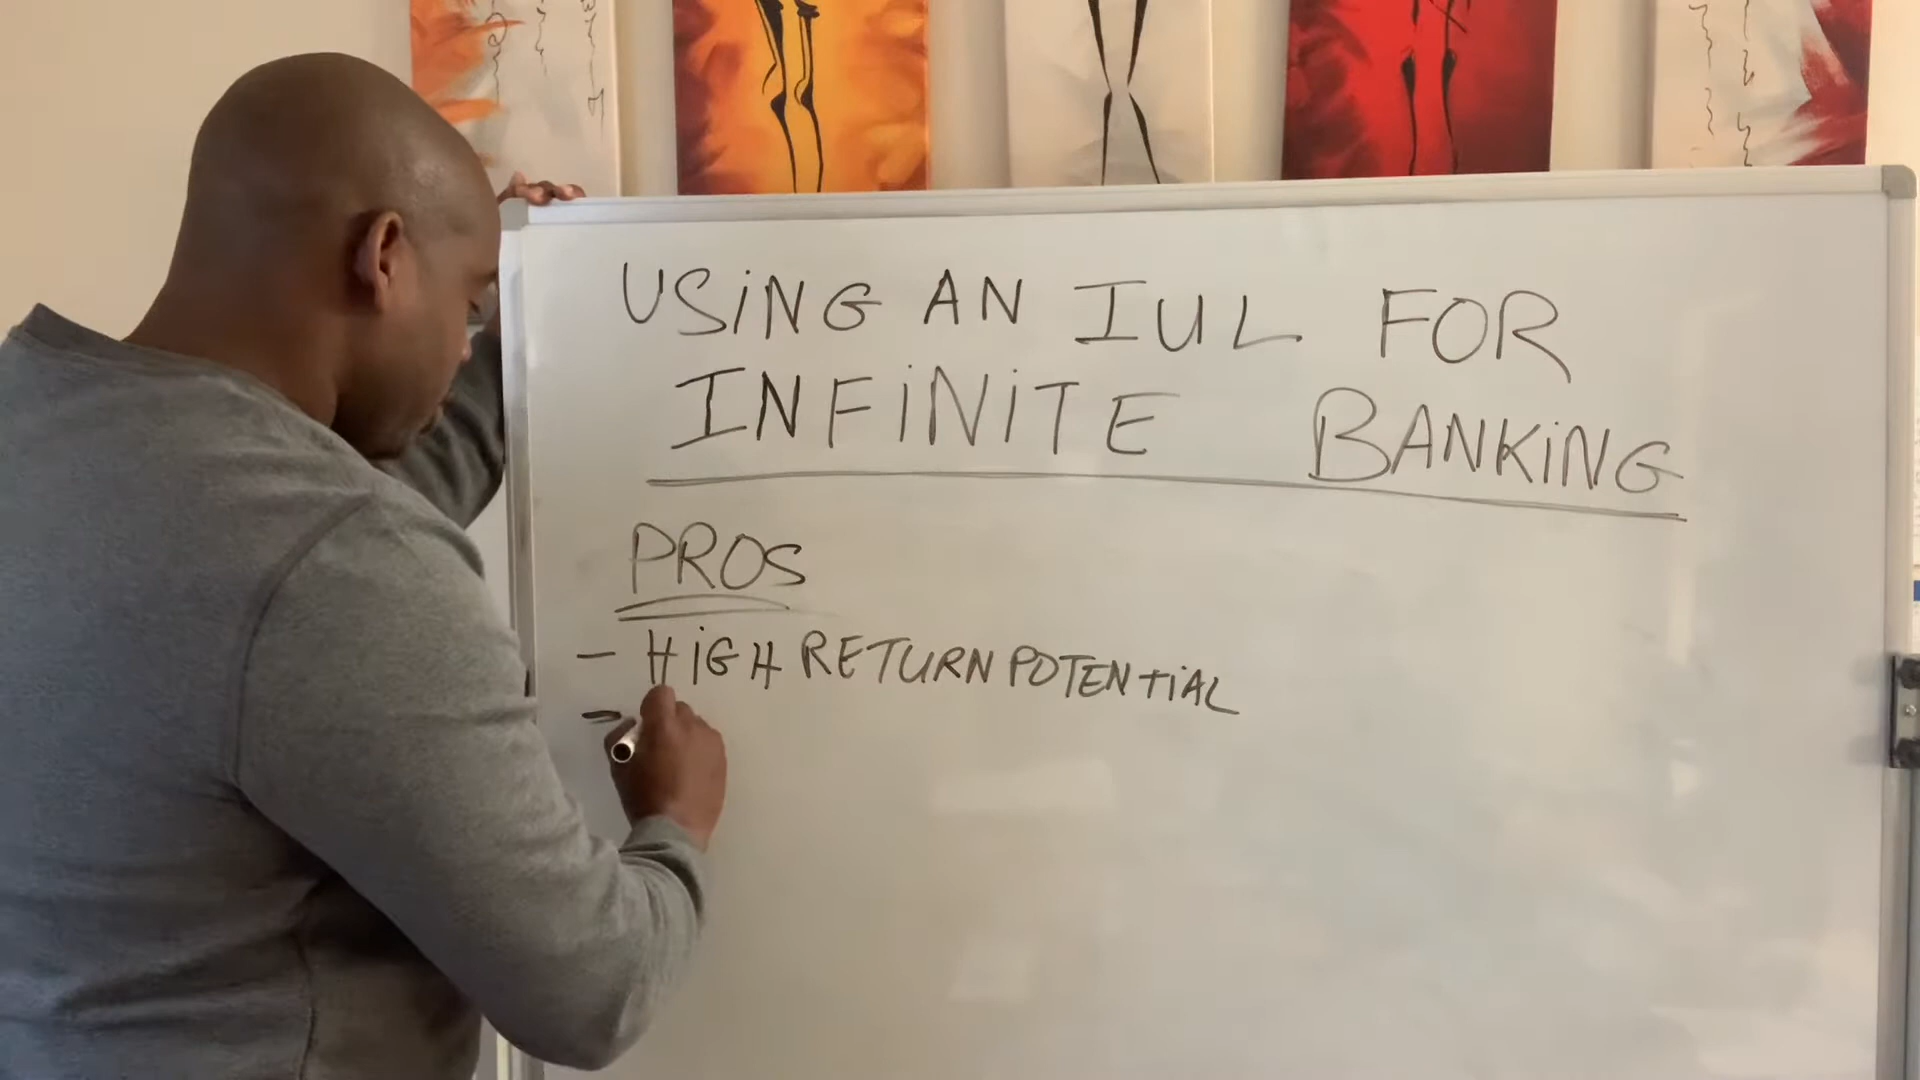 USiNG AN IUL FOR
INFiNiTE BANKiNG
PROS
- HiGH RETURN POTENTiAL
-